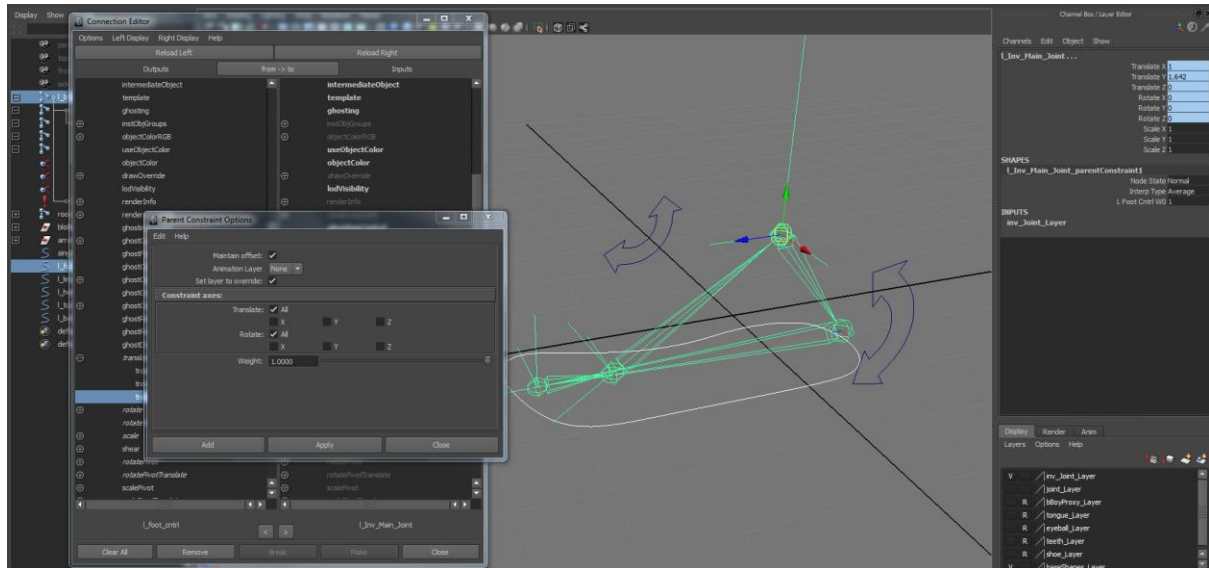 Display Show
Connection Editor
Options Left Display Right Display Help
Reload Left Reload Right
Outputs from -> to Inputs
intermediateObject intermediateObject
template template
ghosting ghosting
instObjGroups instObjGroups
objectColorRGB objectColorRGB
useObjectColor useObjectColor
objectColor objectColor
drawOverride drawOverride
lodVisibility lodVisibility
renderInfo renderInfo
Parent Constraint Options
Edit Help
Maintain offset:
Animation Layer None
Set layer to override:
Constraint axes:
Translate: All
X Y Z
Rotate: All
X Y Z
Weight: 1.0000
Add Apply Close
rotate
scale
shear
rotatePivotTranslate rotatePivotTranslate
scalePivot scalePivot
l_foot_cntrl < > l_Inv_Main_Joint
Clear All Remove Break Make Close
Channel Box / Layer Editor
Channels Edit Object Show
l_Inv_Main_Joint...
Translate X 1
Translate Y 1.642
Translate Z 0
Rotate X 0
Rotate Y 0
Rotate Z 0
Scale X 1
Scale Y 1
Scale Z 1
SHAPES
l_Inv_Main_Joint_parentConstraint1
Node State Normal
Interp Type Average
L Foot Cntrl W0 1
INPUTS
inv_Joint_Layer
Display Render Anim
Layers Options Help
V inv_Joint_Layer
joint_Layer
R bBoyProxy_Layer
R tongue_Layer
R eyeball_Layer
R teeth_Layer
R shoe_Layer
V baseShapes_Layer